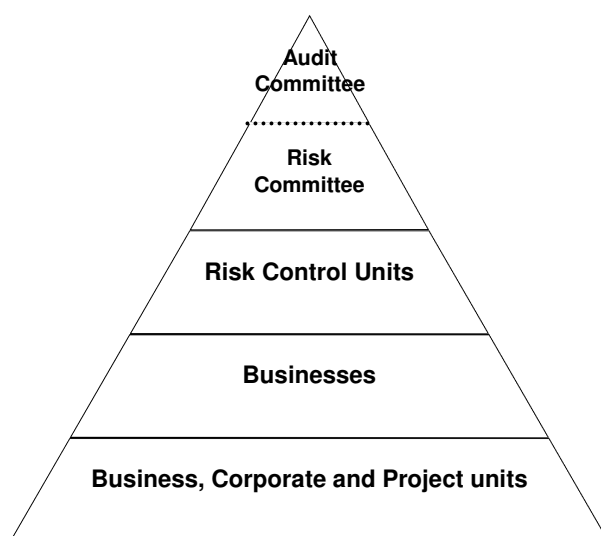 Audit
Committee
Risk
Committee
Risk Control Units
Businesses
Business, Corporate and Project units